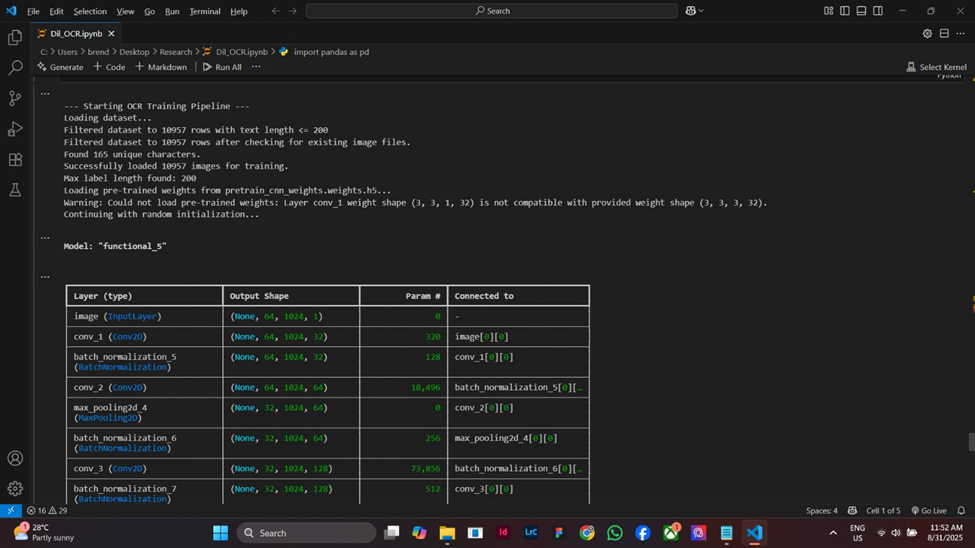 File Edit Selection View Go Run Terminal Help
Search
Dil_OCR.ipynb
C: > Users > brend > Desktop > Research > Dil_OCR.ipynb > import pandas as pd
Generate + Code + Markdown Run All ...
Select Kernel
Python
...
--- Starting OCR Training Pipeline ---
Loading dataset...
Filtered dataset to 10957 rows with text length <= 200
Filtered dataset to 10957 rows after checking for existing image files.
Found 165 unique characters.
Successfully loaded 10957 images for training.
Max label length found: 200
Loading pre-trained weights from pretrain_cnn_weights.weights.h5...
Warning: Could not load pre-trained weights: Layer conv_1 weight shape (3, 3, 1, 32) is not compatible with provided weight shape (3, 3, 3, 32).
Continuing with random initialization...
...
Model: "functional_5"
...
Layer (type) Output Shape Param # Connected to
image (InputLayer) (None, 64, 1024, 1) 0 -
conv_1 (Conv2D) (None, 64, 1024, 32) 320 image[0][0]
batch_normalization_5 (None, 64, 1024, 32) 128 conv_1[0][0]
(BatchNormalization)
conv_2 (Conv2D) (None, 64, 1024, 64) 18,496 batch_normalization_5[0][…
max_pooling2d_4 (None, 32, 1024, 64) 0 conv_2[0][0]
(MaxPooling2D)
batch_normalization_6 (None, 32, 1024, 64) 256 max_pooling2d_4[0][0]
(BatchNormalization)
conv_3 (Conv2D) (None, 32, 1024, 128) 73,856 batch_normalization_6[0][…
batch_normalization_7 (None, 32, 1024, 128) 512 conv_3[0][0]
(BatchNormalization)
16 29
Spaces: 4 Cell 1 of 5 Go Live
28°C
Partly sunny
1
Search
Id
LrC
1
ENG
US
11:52 AM
8/31/2025